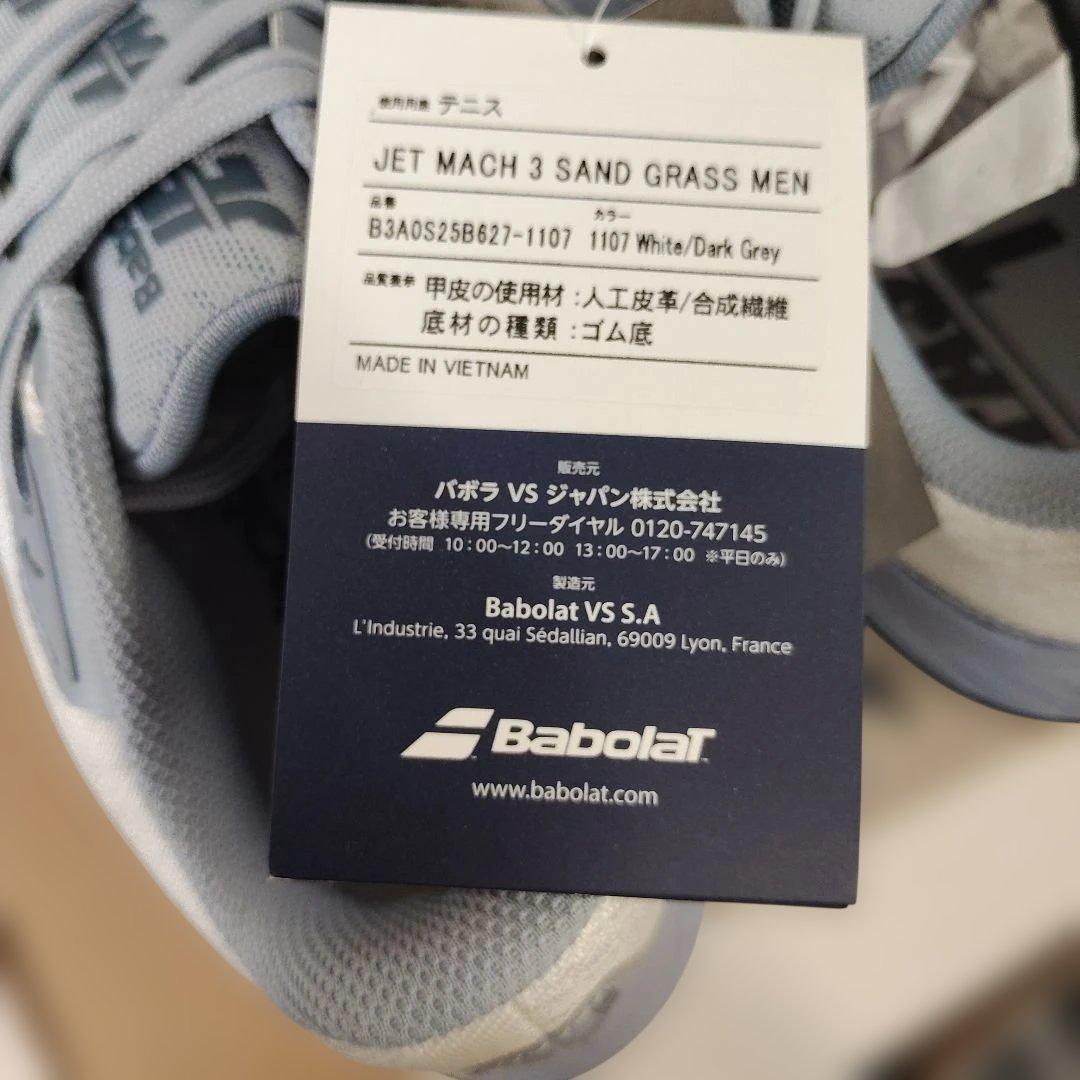 使用用途 テニス
JET MACH 3 SAND GRASS MEN
品番 カラー
B3A0S25B627-1107 1107 White/Dark Grey
品質表示 甲皮の使用材:人工皮革/合成繊維
底材の種類:ゴム底
MADE IN VIETNAM
販売元
バボラ VS ジャパン株式会社
お客様専用フリーダイヤル 0120-747145
(受付時間 10:00～12:00 13:00～17:00 ※平日のみ)
製造元
Babolat VS S.A
L'Industrie, 33 quai Sédallian, 69009 Lyon, France
BabolaT
www.babolat.com